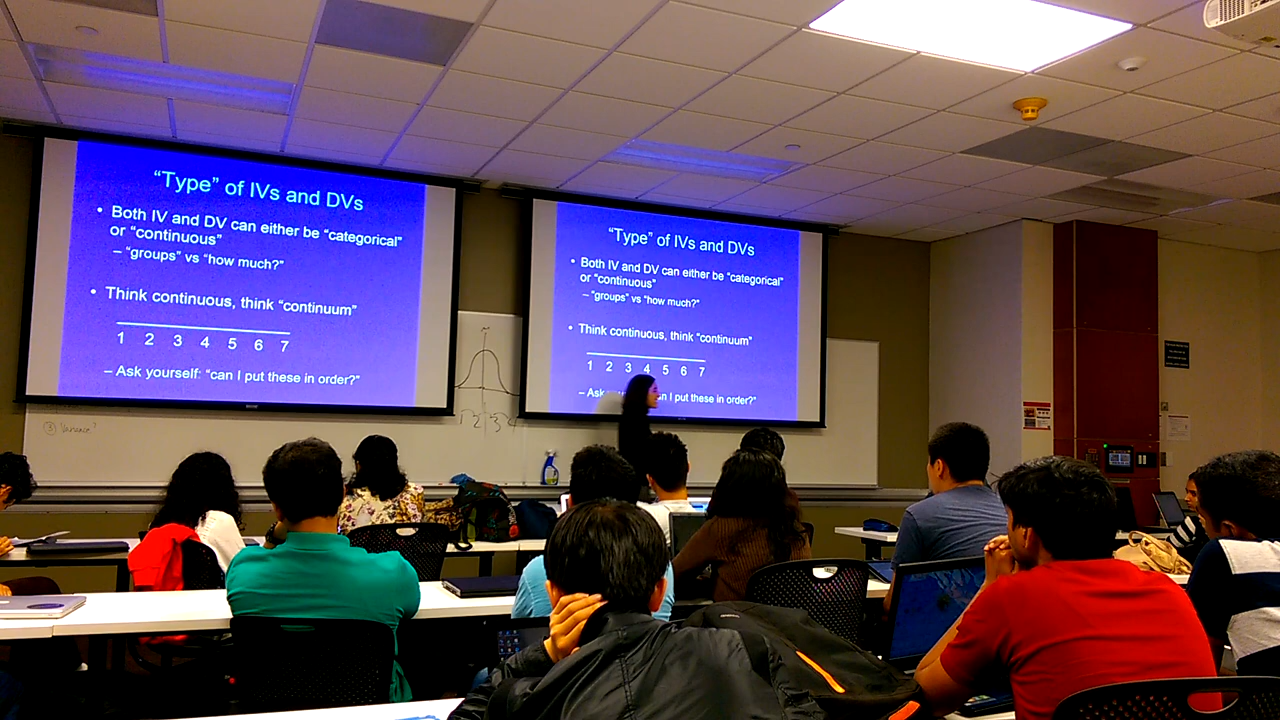 “Type” of IVs and DVs
• Both IV and DV can either be “categorical”
or “continuous”
– “groups” vs “how much?”
• Think continuous, think “continuum”
1 2 3 4 5 6 7
– Ask yourself: “can I put these in order?”
“Type” of IVs and DVs
• Both IV and DV can either be “categorical”
or “continuous”
– “groups” vs “how much?”
• Think continuous, think “continuum”
1 2 3 4 5 6 7
– Ask can I put these in order?”
③ Variance?